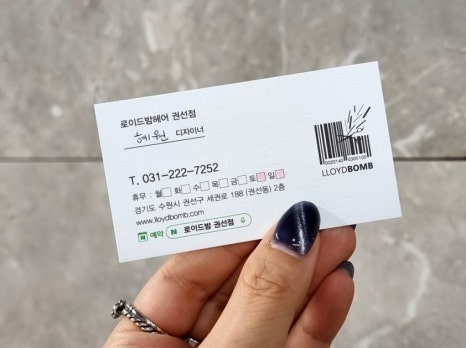 로이드밤헤어 권선점
혜원 디자이너
T. 031-222-7252
휴무 : 월 화 수 목 금 토 일
경기도 수원시 권선구 세권로 188 (권선동) 2층
www.lloydbomb.com
N 예약 N 로이드밤 권선점
LLOYDBOMB